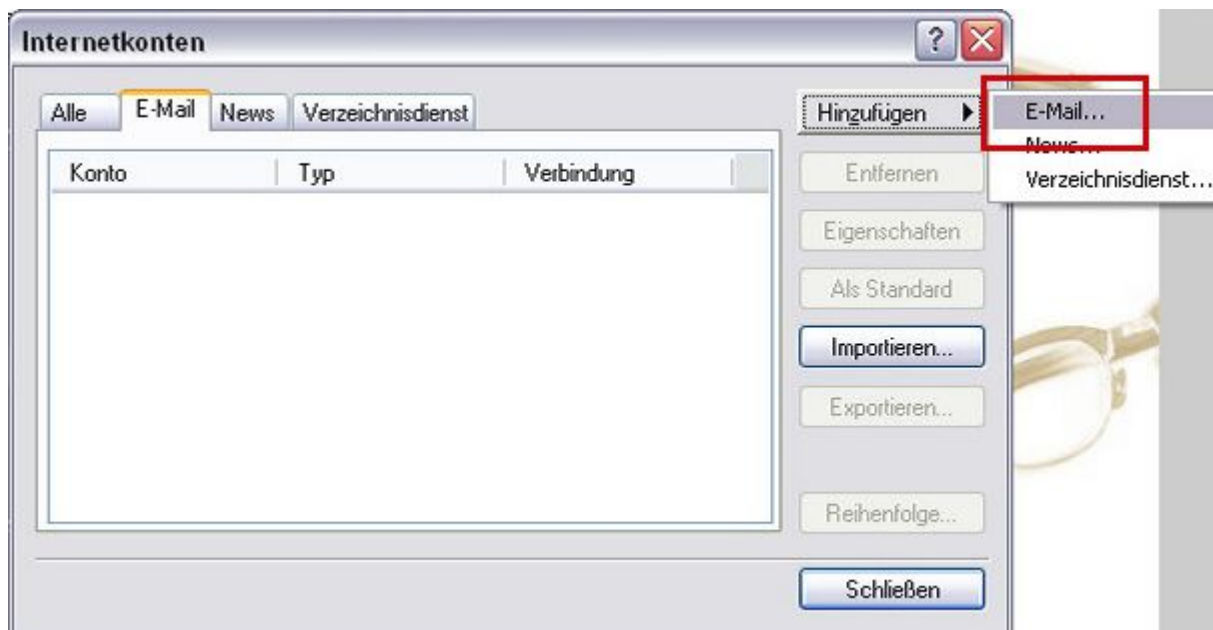 Internetkonten
Alle E-Mail News Verzeichnisdienst
Hinzufügen
E-Mail...
News...
Verzeichnisdienst...
Konto Typ Verbindung
Entfernen
Eigenschaften
Als Standard
Importieren...
Exportieren...
Reihenfolge...
Schließen